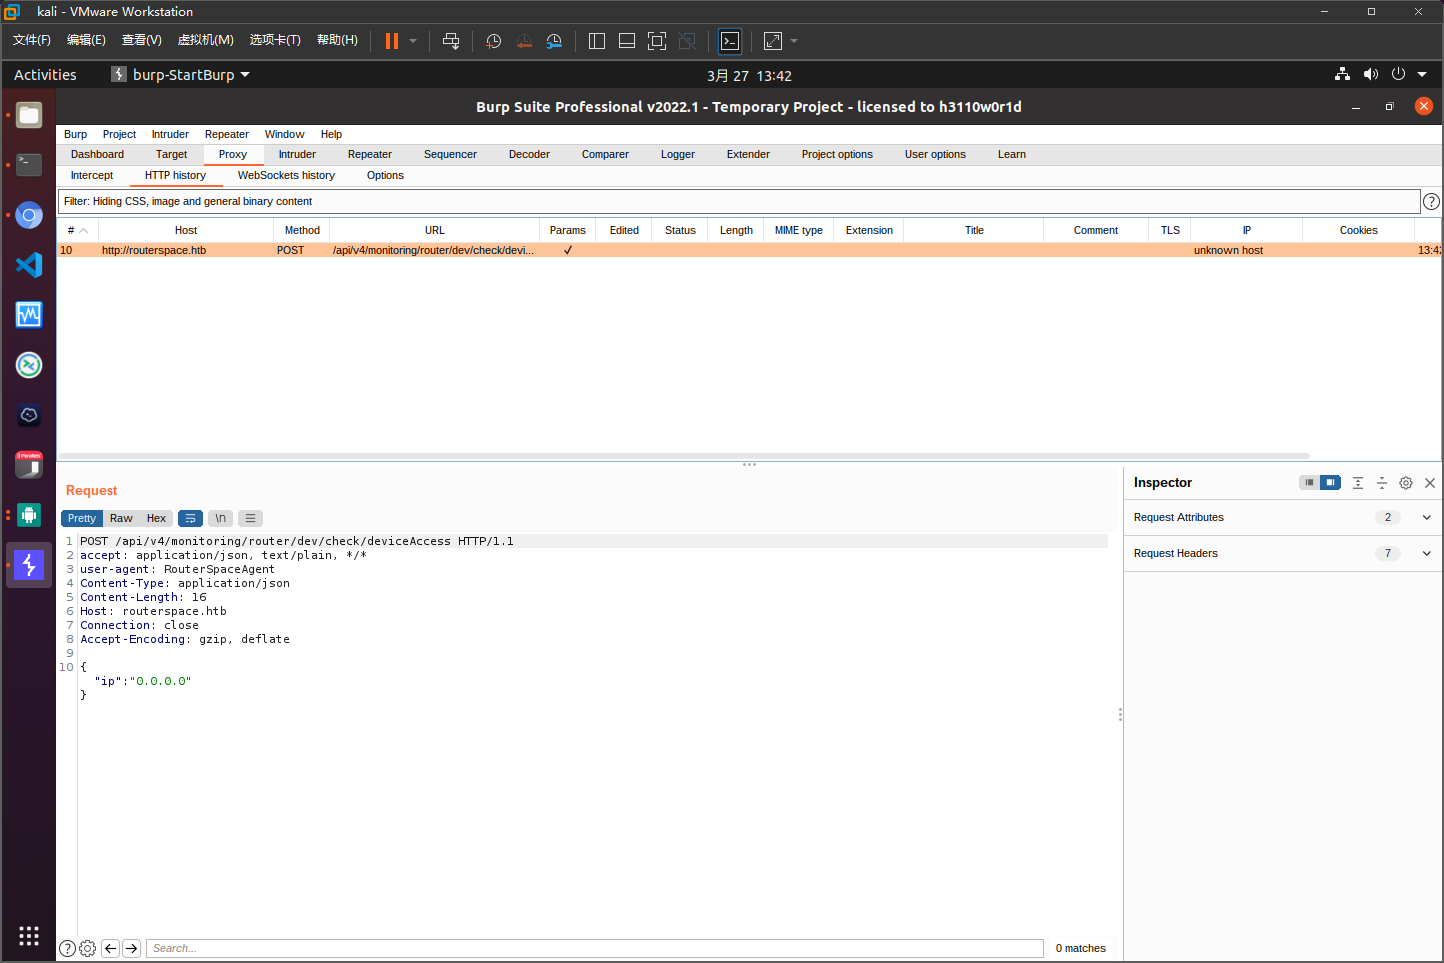 kali - VMware Workstation
文件(F) 编辑(E) 查看(V) 虚拟机(M) 选项卡(T) 帮助(H)
Activities burp-StartBurp 3月 27 13:42
Burp Suite Professional v2022.1 - Temporary Project - licensed to h3110w0r1d
Burp Project Intruder Repeater Window Help
Dashboard Target Proxy Intruder Repeater Sequencer Decoder Comparer Logger Extender Project options User options Learn
Intercept HTTP history WebSockets history Options
Filter: Hiding CSS, image and general binary content
# Host Method URL Params Edited Status Length MIME type Extension Title Comment TLS IP Cookies
10 http://routerspace.htb POST /api/v4/monitoring/router/dev/check/devi... ✓ unknown host 13:42
Request
Pretty Raw Hex \n
1 POST /api/v4/monitoring/router/dev/check/deviceAccess HTTP/1.1
2 accept: application/json, text/plain, */*
3 user-agent: RouterSpaceAgent
4 Content-Type: application/json
5 Content-Length: 16
6 Host: routerspace.htb
7 Connection: close
8 Accept-Encoding: gzip, deflate
9
10 {
"ip":"0.0.0.0"
}
Inspector
Request Attributes 2
Request Headers 7
Search...
0 matches